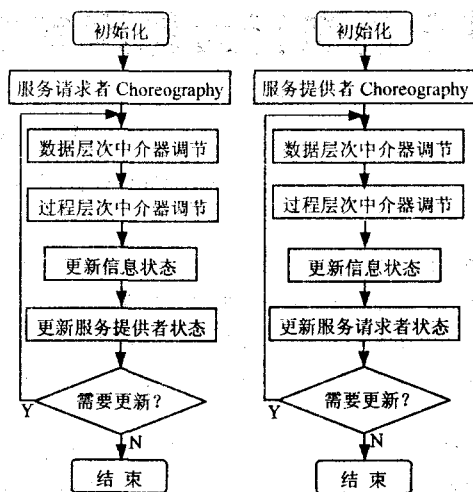 初始化
服务请求者 Choreography
数据层次中介器调节
过程层次中介器调节
更新信息状态
更新服务提供者状态
需要更新？
Y
N
结 束
初始化
服务提供者 Choreography
数据层次中介器调节
过程层次中介器调节
更新信息状态
更新服务请求者状态
需要更新？
Y
N
结 束